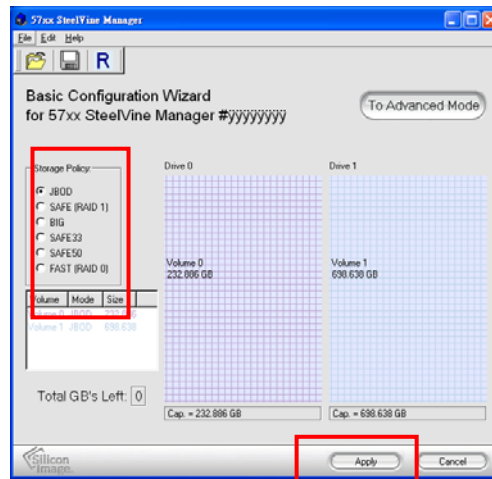 57xx SteelVine Manager
File Edit Help
R
Basic Configuration Wizard
for 57xx SteelVine Manager #ÿÿÿÿÿÿÿÿ
To Advanced Mode
Storage Policy:
JBOD
SAFE (RAID 1)
BIG
SAFE33
SAFE50
FAST (RAID 0)
Drive 0
Volume 0
232.886 GB
Cap. = 232.886 GB
Drive 1
Volume 1
698.638 GB
Cap. = 698.638 GB
Volume Mode Size
Volume 0 JBOD 232.886
Volume 1 JBOD 698.638
Total GB's Left: 0
Silicon Image.
Apply
Cancel